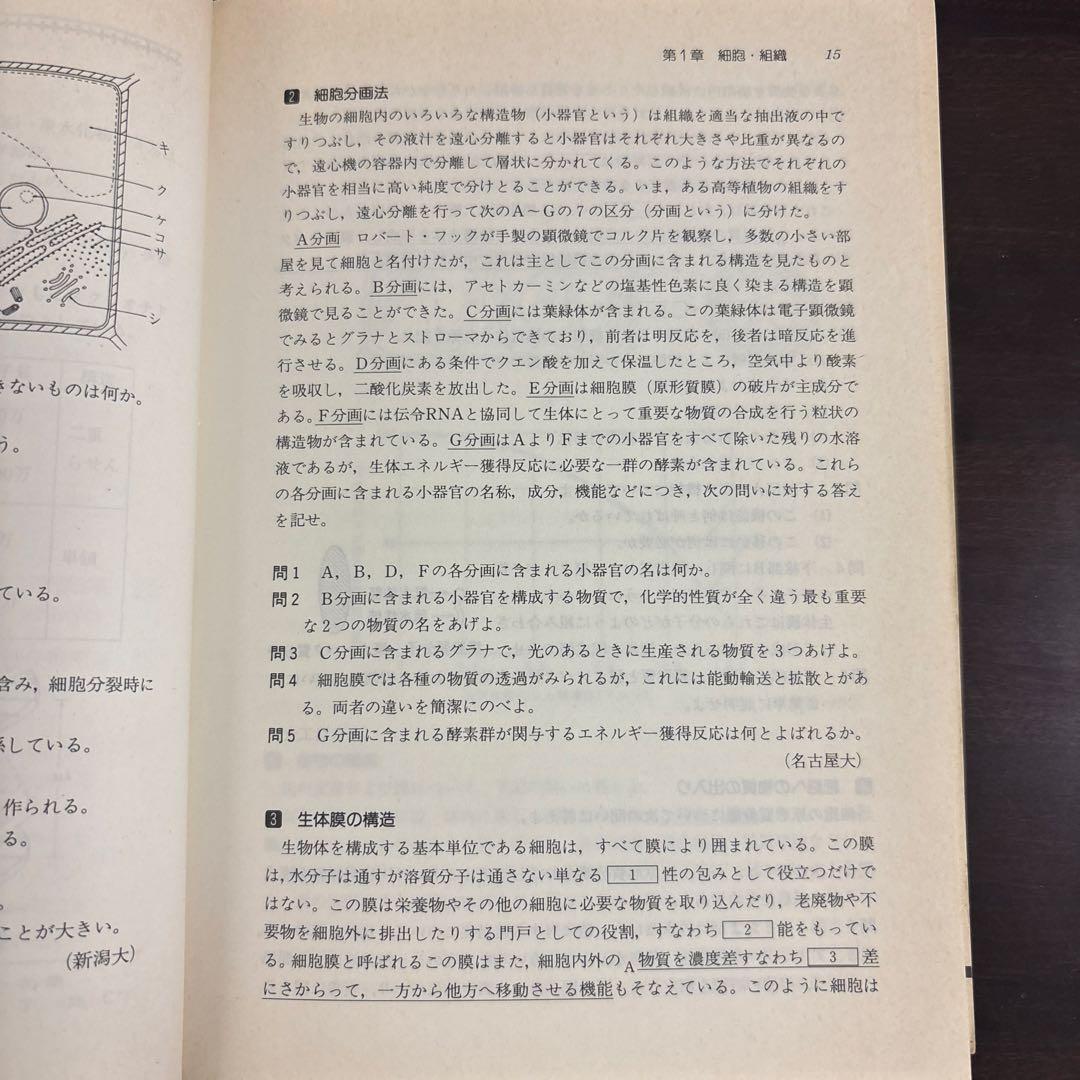 キ
ク
ケ
コ
サ
シ
きないものは何か。
う。
ている。
含み，細胞分裂時に
係している。
作られる。
る。
。
ことが大きい。
(新潟大)
第1章 細胞・組織 15
2 細胞分画法
生物の細胞内のいろいろな構造物（小器官という）は組織を適当な抽出液の中で
すりつぶし，その液汁を遠心分離すると小器官はそれぞれ大きさや比重が異なるの
で，遠心機の容器内で分離して層状に分かれてくる。このような方法でそれぞれの
小器官を相当に高い純度で分けとることができる。いま，ある高等植物の組織をす
りつぶし，遠心分離を行って次のA～Gの7の区分（分画という）に分けた。
A分画 ロバート・フックが手製の顕微鏡でコルク片を観察し，多数の小さい部
屋を見て細胞と名付けたが，これは主としてこの分画に含まれる構造を見たものと
考えられる。B分画には，アセトカーミンなどの塩基性色素に良く染まる構造を顕
微鏡で見ることができた。C分画には葉緑体が含まれる。この葉緑体は電子顕微鏡
でみるとグラナとストローマからできており，前者は明反応を，後者は暗反応を進
行させる。D分画にある条件でクエン酸を加えて保温したところ，空気中より酸素
を吸収し，二酸化炭素を放出した。E分画は細胞膜（原形質膜）の破片が主成分で
ある。F分画には伝令RNAと協同して生体にとって重要な物質の合成を行う粒状の
構造物が含まれている。G分画はAよりFまでの小器官をすべて除いた残りの水溶
液であるが，生体エネルギー獲得反応に必要な一群の酵素が含まれている。これら
の各分画に含まれる小器官の名称，成分，機能などにつき，次の問いに対する答え
を記せ。
問1 A，B，D，Fの各分画に含まれる小器官の名は何か。
問2 B分画に含まれる小器官を構成する物質で，化学的性質が全く違う最も重要
な2つの物質の名をあげよ。
問3 C分画に含まれるグラナで，光のあるときに生産される物質を3つあげよ。
問4 細胞膜では各種の物質の透過がみられるが，これには能動輸送と拡散とがあ
る。両者の違いを簡潔にのべよ。
問5 G分画に含まれる酵素群が関与するエネルギー獲得反応は何とよばれるか。
(名古屋大)
3 生体膜の構造
生物体を構成する基本単位である細胞は，すべて膜により囲まれている。この膜
は，水分子は通すが溶質分子は通さない単なる 1 性の包みとして役立つだけで
はない。この膜は栄養物やその他の細胞に必要な物質を取り込んだり，老廃物や不
要物を細胞外に排出したりする門戸としての役割，すなわち 2 能をもってい
る。細胞膜と呼ばれるこの膜はまた，細胞内外の A物質を濃度差すなわち 3 差
にさからって，一方から他方へ移動させる機能もそなえている。このように細胞は